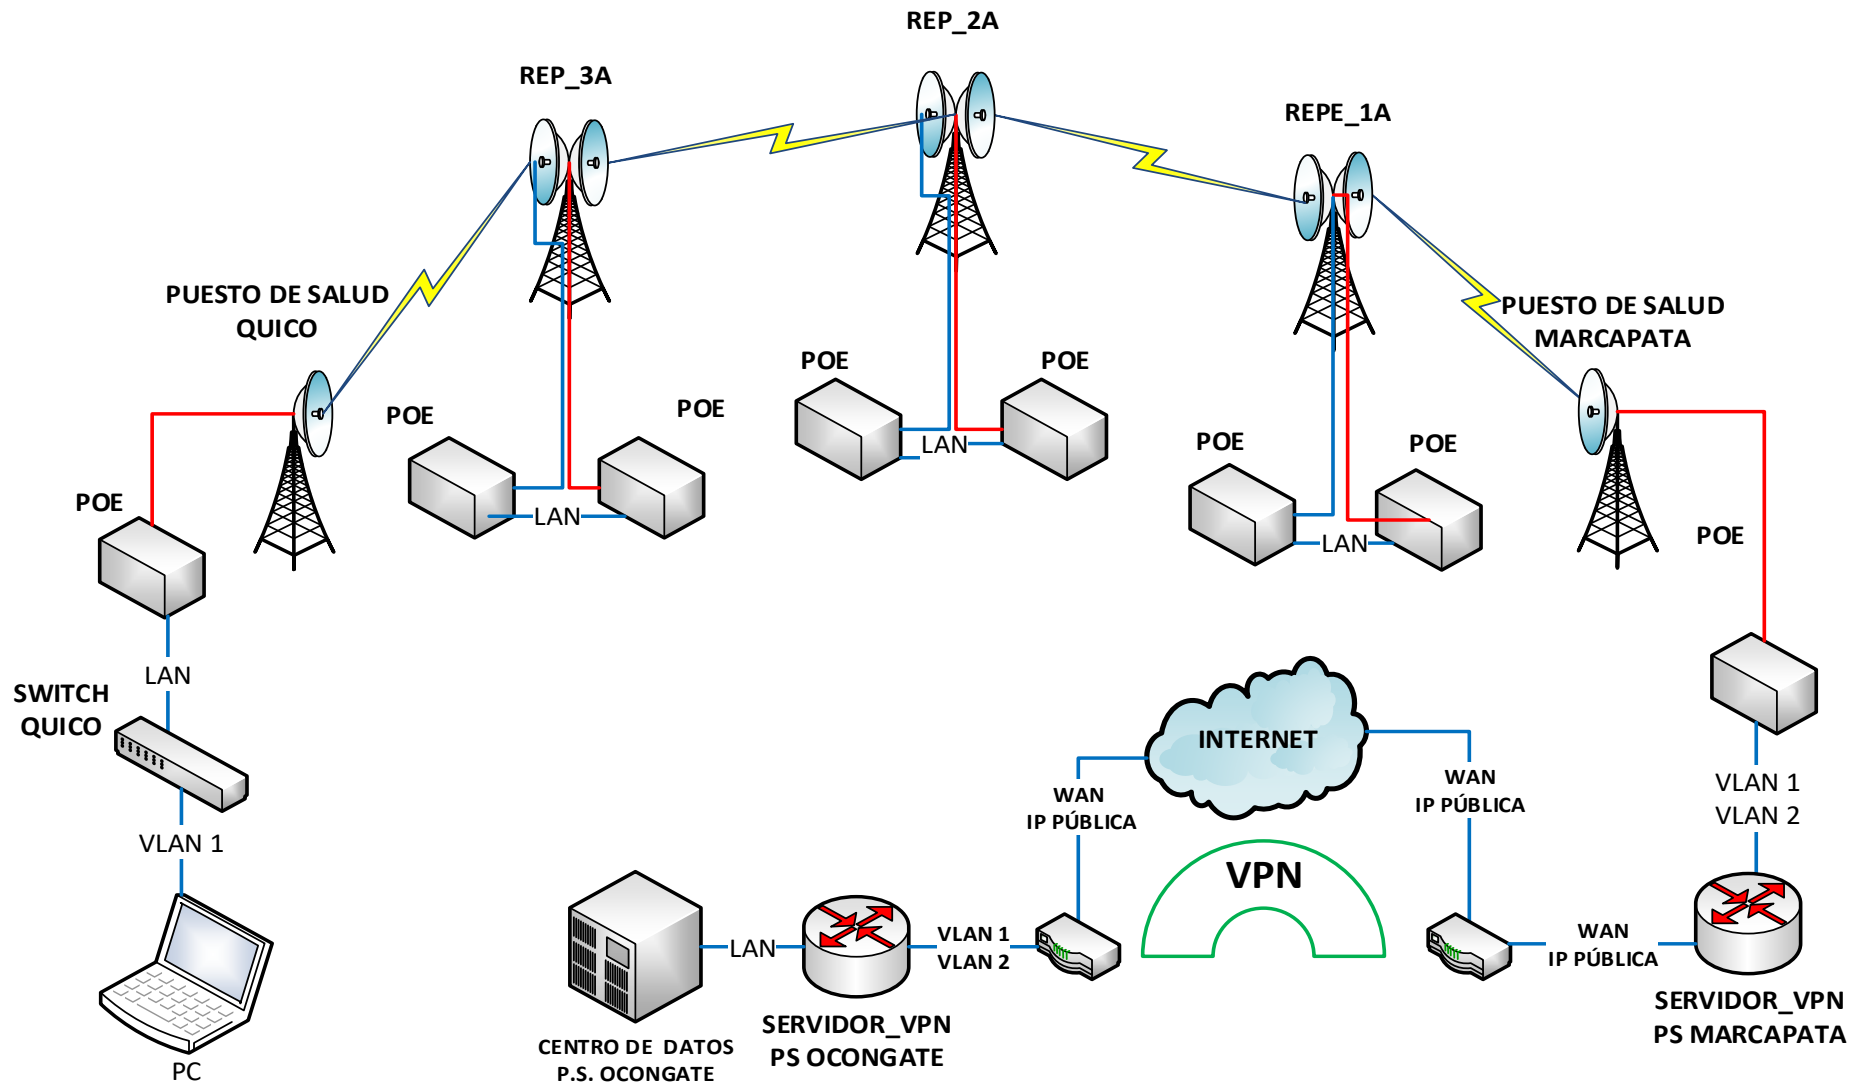 REP_2A
REP_3A
REPE_1A
PUESTO DE SALUD
QUICO
PUESTO DE SALUD
MARCAPATA
POE
POE
POE
POE
POE
POE
POE
POE
LAN
LAN
LAN
LAN
SWITCH
QUICO
VLAN 1
PC
INTERNET
WAN
IP PÚBLICA
WAN
IP PÚBLICA
VLAN 1
VLAN 2
VPN
LAN
VLAN 1
VLAN 2
WAN
IP PÚBLICA
CENTRO DE DATOS
P.S. OCONGATE
SERVIDOR_VPN
PS OCONGATE
SERVIDOR_VPN
PS MARCAPATA